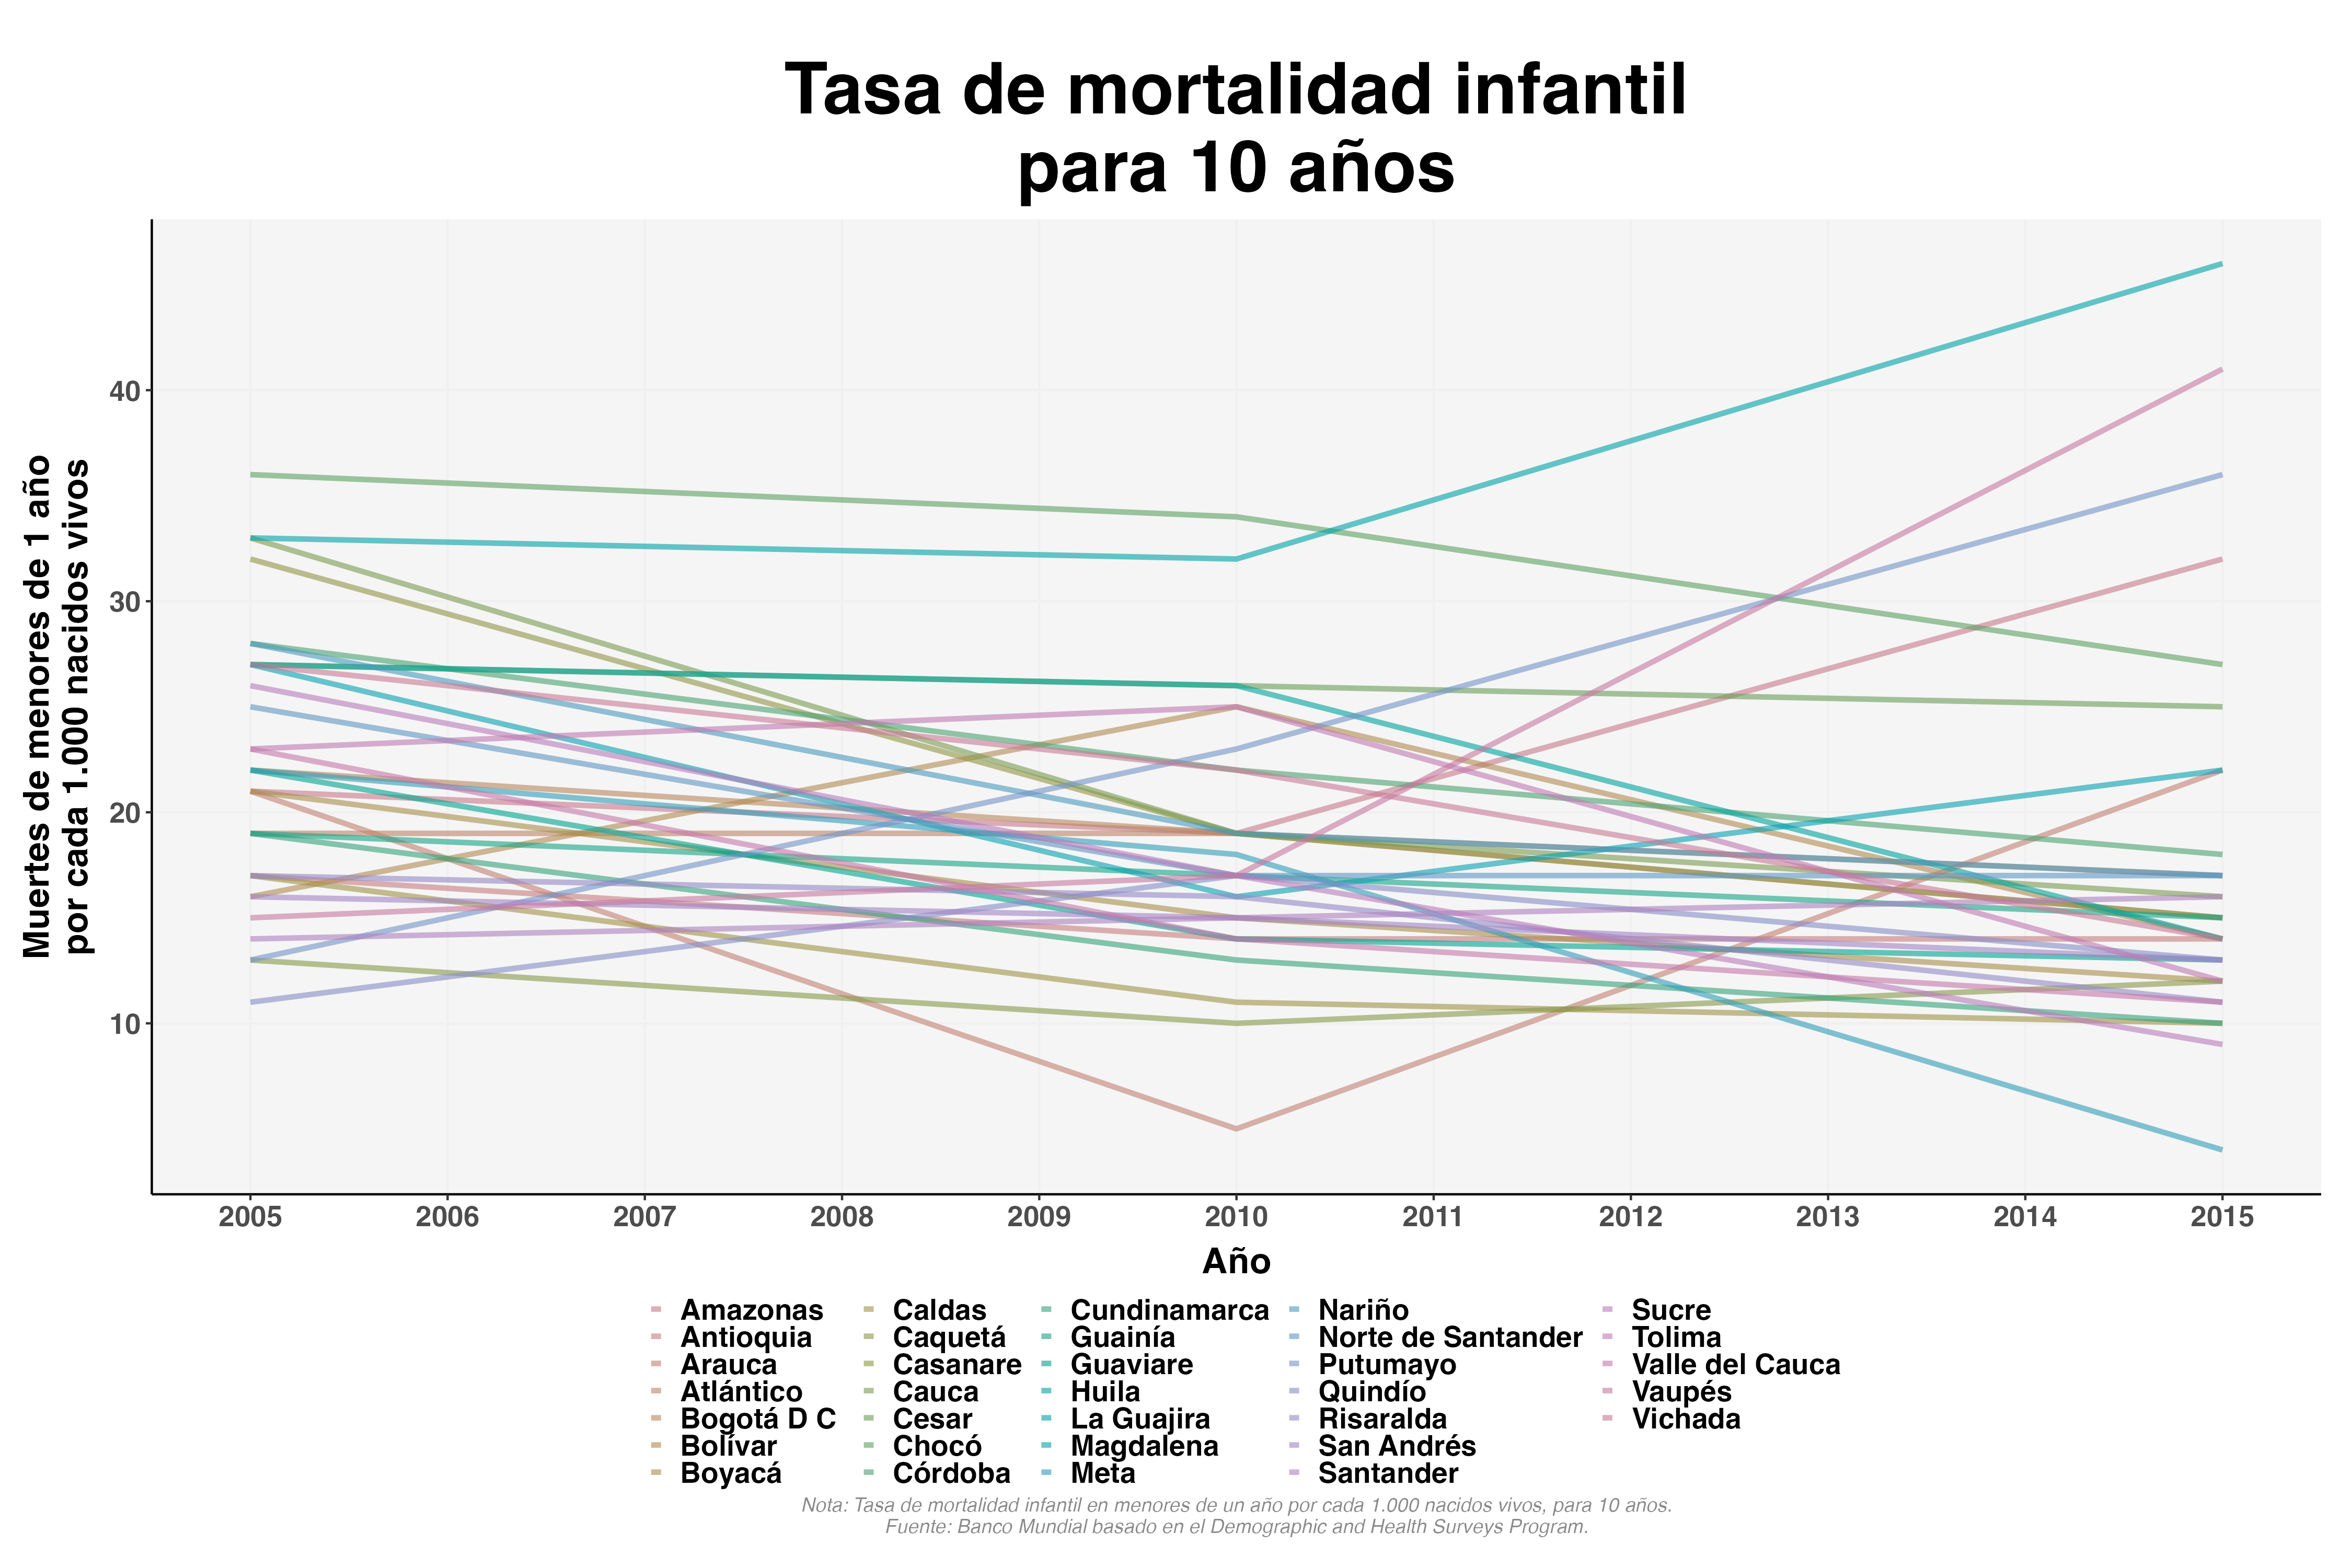 Tasa de mortalidad infantil
para 10 años
Muertes de menores de 1 año
por cada 1.000 nacidos vivos
40
30
20
10
2005 2006 2007 2008 2009 2010 2011 2012 2013 2014 2015
Año
Amazonas Caldas Cundinamarca Nariño Sucre
Antioquia Caquetá Guainía Norte de Santander Tolima
Arauca Casanare Guaviare Putumayo Valle del Cauca
Atlántico Cauca Huila Quindío Vaupés
Bogotá D C Cesar La Guajira Risaralda Vichada
Bolívar Chocó Magdalena San Andrés
Boyacá Córdoba Meta Santander
Nota: Tasa de mortalidad infantil en menores de un año por cada 1.000 nacidos vivos, para 10 años.
Fuente: Banco Mundial basado en el Demographic and Health Surveys Program.